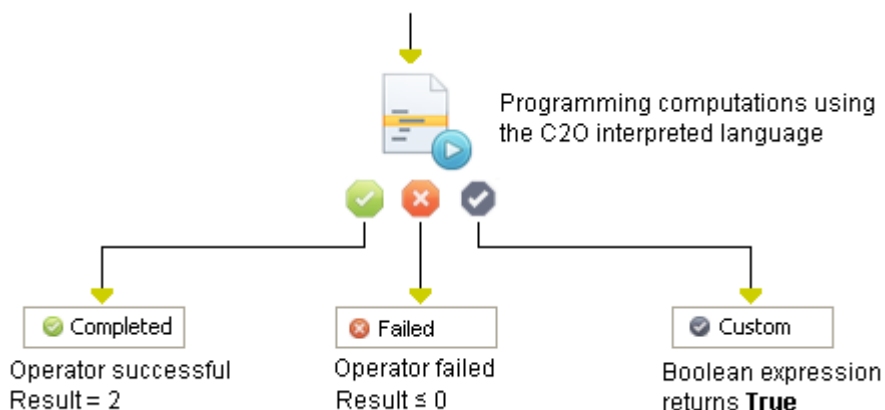 Programming computations using
the C2O interpreted language
Completed
Failed
Custom
Operator successful
Result = 2
Operator failed
Result ≤ 0
Boolean expression
returns True